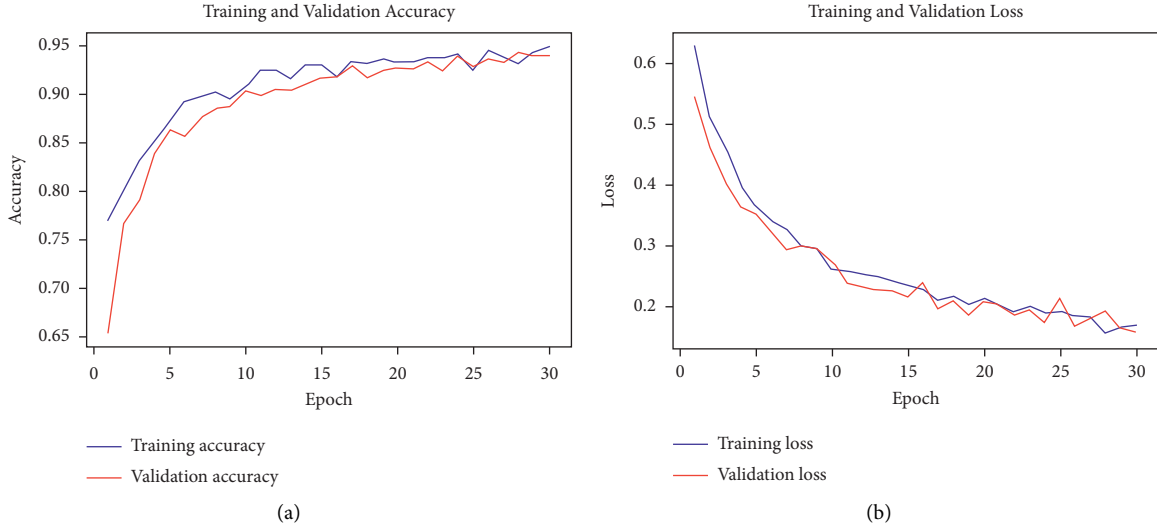 Training and Validation Accuracy
0.95
0.90
0.85
0.80
0.75
0.70
0.65
Accuracy
0 5 10 15 20 25 30
Epoch
Training accuracy
Validation accuracy
(a)
Training and Validation Loss
0.6
0.5
0.4
0.3
0.2
Loss
0 5 10 15 20 25 30
Epoch
Training loss
Validation loss
(b)